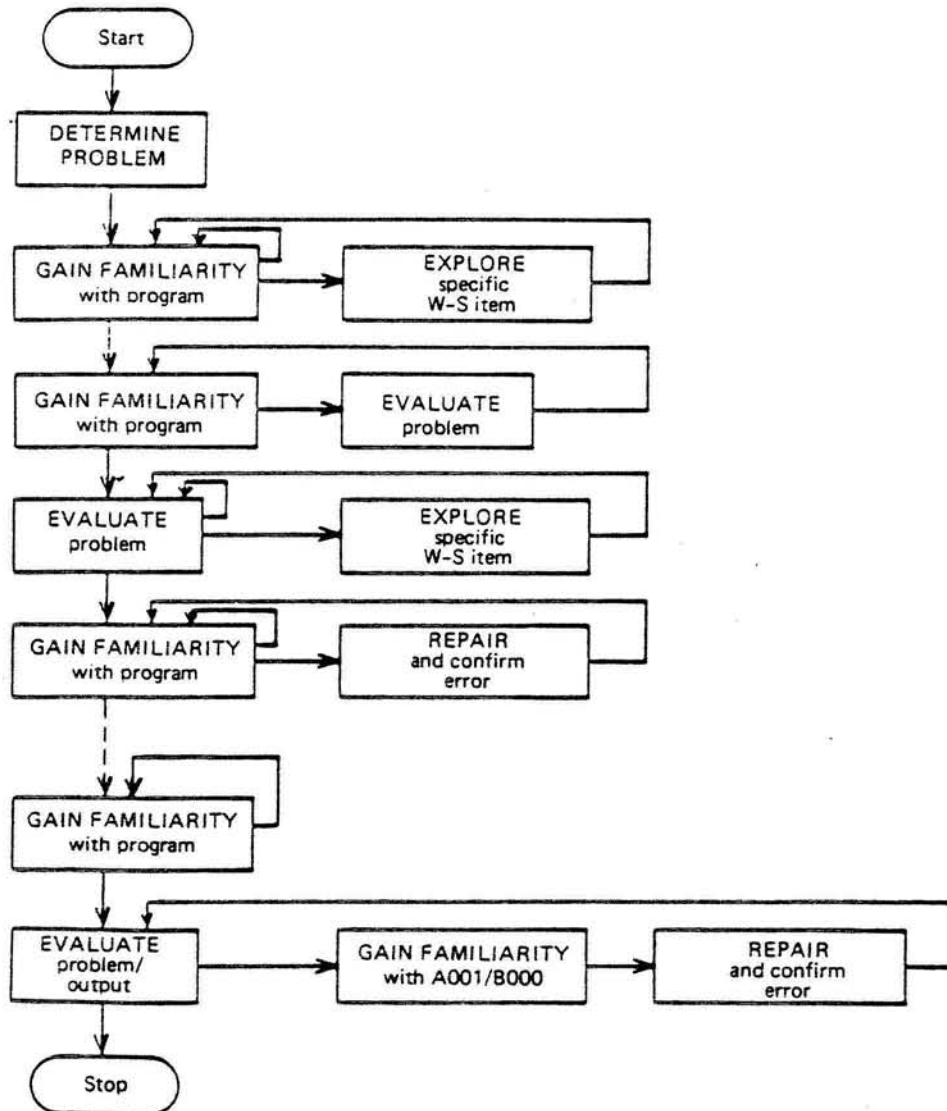 Start
DETERMINE
PROBLEM
GAIN FAMILIARITY
with program
EXPLORE
specific
W-S item
GAIN FAMILIARITY
with program
EVALUATE
problem
EVALUATE
problem
EXPLORE
specific
W-S item
GAIN FAMILIARITY
with program
REPAIR
and confirm
error
GAIN FAMILIARITY
with program
EVALUATE
problem/
output
GAIN FAMILIARITY
with A001/B000
REPAIR
and confirm
error
Stop